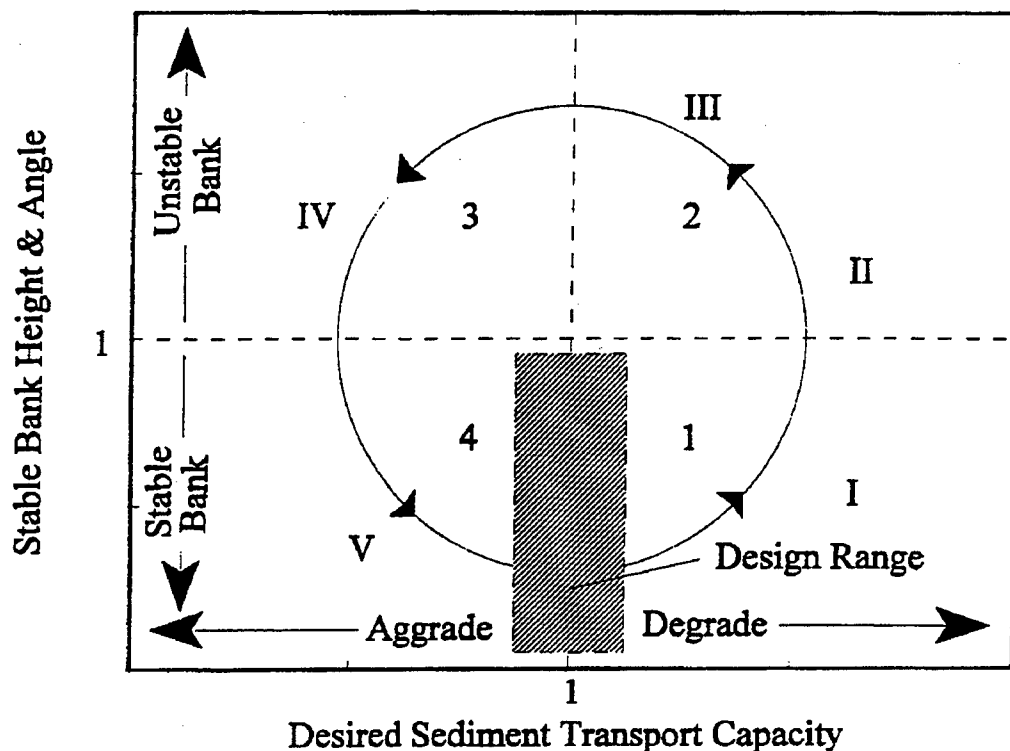 Stable Bank Height & Angle
Unstable
Bank
Stable
Bank
1
III
IV
3
2
II
4
1
I
V
Design Range
Aggrade
Degrade
1
Desired Sediment Transport Capacity